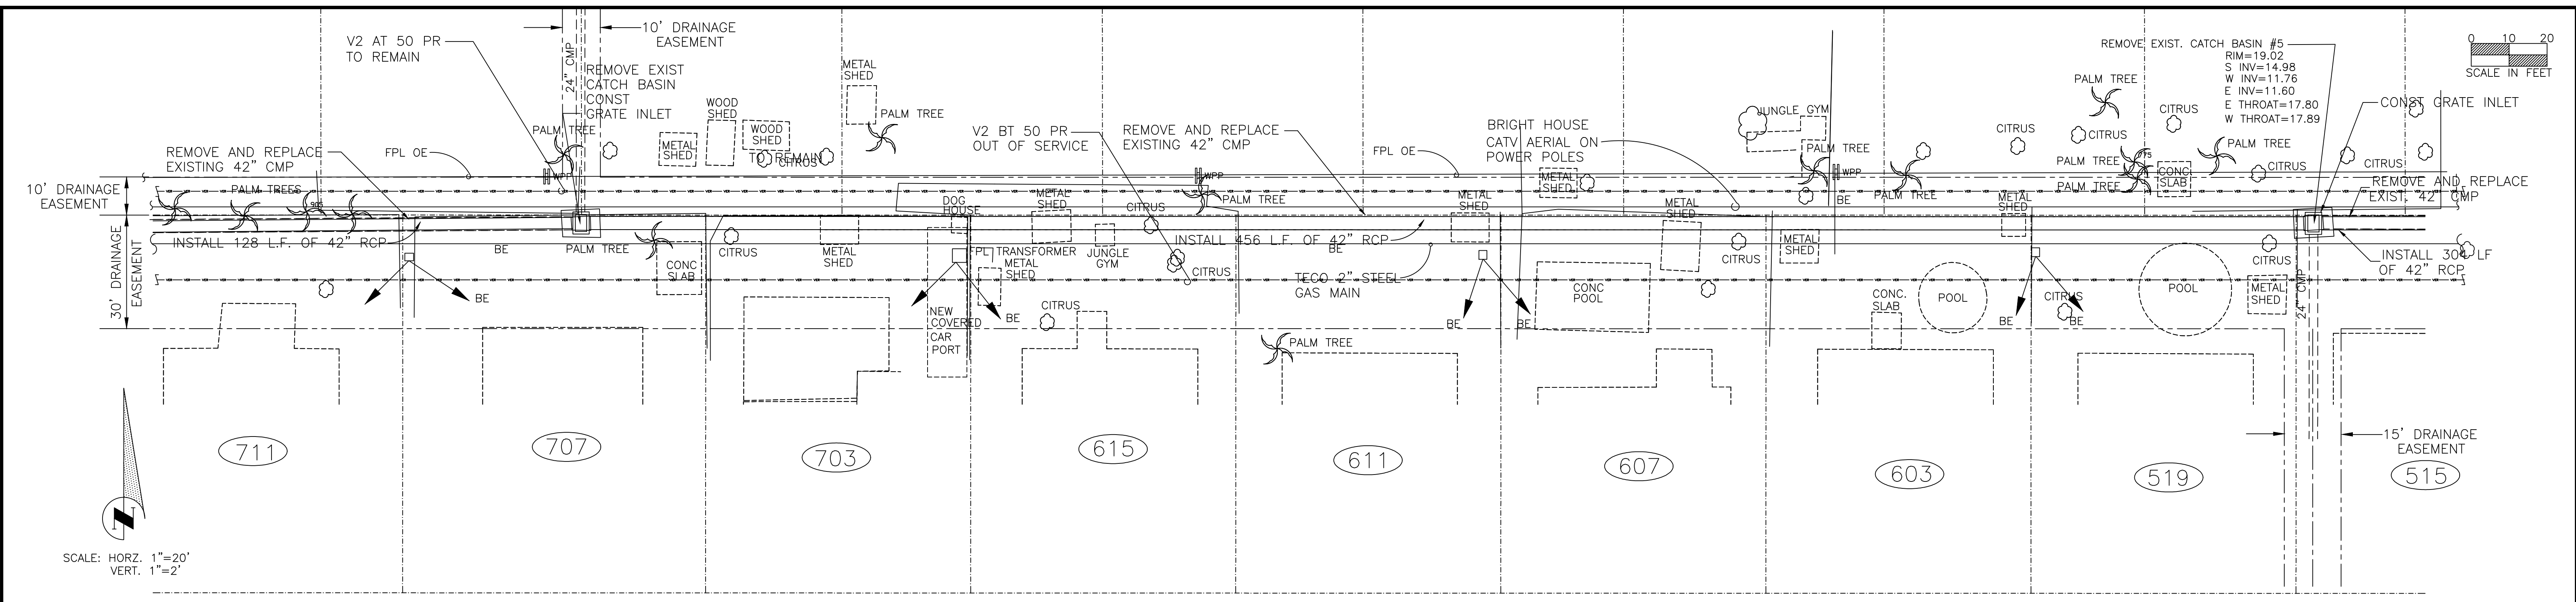 10' DRAINAGE
EASEMENT
V2 AT 50 PR
TO REMAIN
24" CMP
REMOVE EXIST
CATCH BASIN
CONST
GRATE INLET
METAL
SHED
WOOD
SHED
WOOD
SHED
METAL
SHED
PALM TREE
PALM TREE
CITRUS
TO REMAIN
REMOVE AND REPLACE
EXISTING 42" CMP
FPL OE
WPP
10' DRAINAGE
EASEMENT
PALM TREES
30' DRAINAGE
EASEMENT
INSTALL 128 L.F. OF 42" RCP
BE
PALM TREE
BE
CONC
SLAB
CITRUS
METAL
SHED
DOG
HOUSE
METAL
SHED
FPL TRANSFORMER
METAL
SHED
JUNGLE
GYM
CITRUS
CITRUS
NEW
COVERED
CAR
PORT
BE
CITRUS
V2 BT 50 PR
OUT OF SERVICE
REMOVE AND REPLACE
EXISTING 42" CMP
WPP
PALM TREE
INSTALL 456 L.F. OF 42" RCP
BE
TECO 2" STEEL
GAS MAIN
PALM TREE
FPL OE
BRIGHT HOUSE
CATV AERIAL ON
POWER POLES
METAL
SHED
METAL
SHED
METAL
SHED
CONC
POOL
BE
BE
CITRUS
JUNGLE GYM
PALM TREE
WPP
BE
PALM TREE
METAL
SHED
METAL
SHED
CONC.
SLAB
POOL
BE
CITRUS
BE
CITRUS
CITRUS
PALM TREE
PALM TREE
PALM TREE
CONC
SLAB
CITRUS
PALM TREE
CITRUS
CITRUS
REMOVE EXIST. CATCH BASIN #5
RIM=19.02
S INV=14.98
W INV=11.76
E INV=11.60
E THROAT=17.80
W THROAT=17.89
CONST GRATE INLET
0 10 20
SCALE IN FEET
REMOVE AND REPLACE
EXIST. 42" CMP
INSTALL 304 LF
OF 42" RCP
POOL
CITRUS
METAL
SHED
24" CMP
15' DRAINAGE
EASEMENT
711
707
703
615
611
607
603
519
515
N
SCALE: HORZ. 1"=20'
VERT. 1"=2'